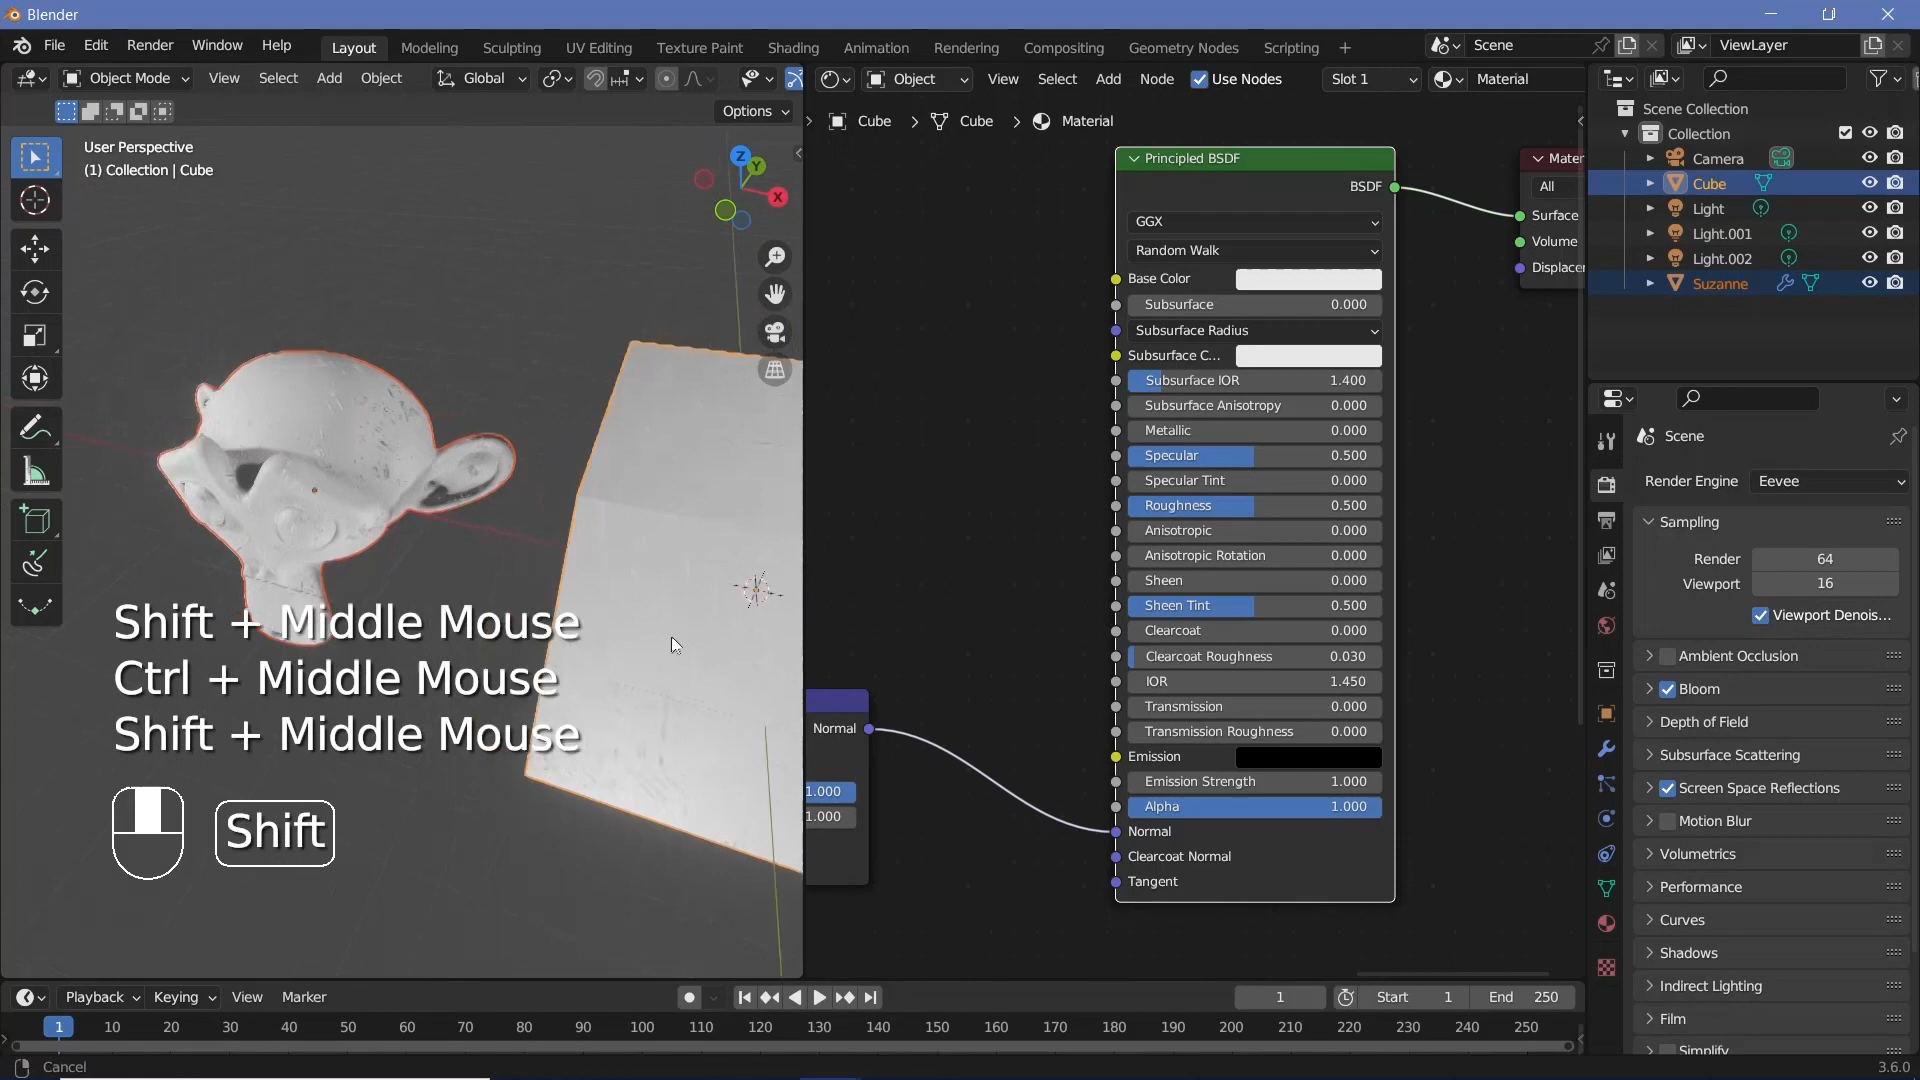 Blender
File Edit Render Window Help
Layout Modeling Sculpting UV Editing Texture Paint Shading Animation Rendering Compositing Geometry Nodes Scripting +
Scene
ViewLayer
Object Mode View Select Add Object Global
Object View Select Add Node Use Nodes Slot 1 Material
Options
User Perspective
(1) Collection | Cube
Z
Y
X
Cube > Cube > Material
Principled BSDF
BSDF
GGX
Random Walk
Base Color
Subsurface 0.000
Subsurface Radius
Subsurface C...
Subsurface IOR 1.400
Subsurface Anisotropy 0.000
Metallic 0.000
Specular 0.500
Specular Tint 0.000
Roughness 0.500
Anisotropic 0.000
Anisotropic Rotation 0.000
Sheen 0.000
Sheen Tint 0.500
Clearcoat 0.000
Clearcoat Roughness 0.030
IOR 1.450
Transmission 0.000
Transmission Roughness 0.000
Emission
Emission Strength 1.000
Alpha 1.000
Normal
Clearcoat Normal
Tangent
Mater
All
Surface
Volume
Displace
Normal
1.000
1.000
Shift + Middle Mouse
Ctrl + Middle Mouse
Shift + Middle Mouse
Shift
Scene Collection
Collection
Camera
Cube
Light
Light.001
Light.002
Suzanne
Scene
Render Engine Eevee
Sampling
Render 64
Viewport 16
Viewport Denois...
Ambient Occlusion
Bloom
Depth of Field
Subsurface Scattering
Screen Space Reflections
Motion Blur
Volumetrics
Performance
Curves
Shadows
Indirect Lighting
Film
Simplify
Playback Keying View Marker
1 Start 1 End 250
1 10 20 30 40 50 60 70 80 90 100 110 120 130 140 150 160 170 180 190 200 210 220 230 240 250
Cancel
3.6.0